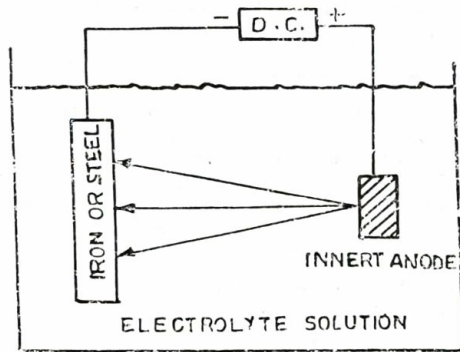 - D.C. +
IRON OR STEEL
INNERT ANODE
ELECTROLYTE SOLUTION